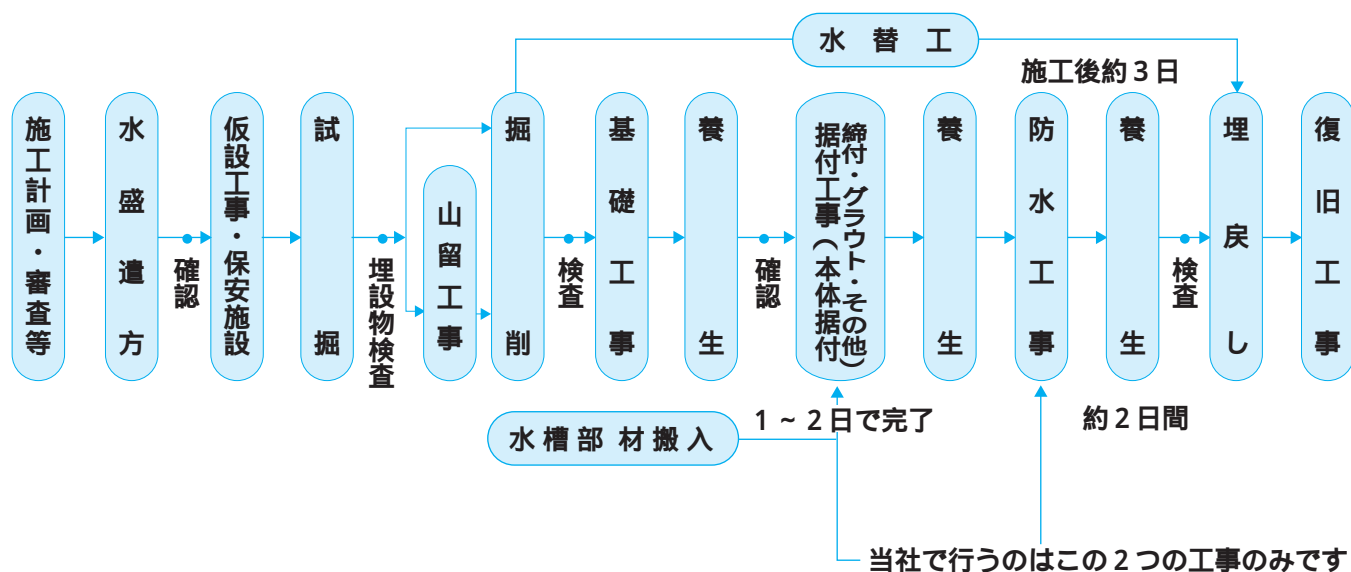 水替工
施工後約3日
施工計画・審査等
水盛遣方
確認
仮設工事・保安施設
試掘
埋設物検査
山留工事
掘削
検査
基礎工事
養生
確認
締付・グラウト・その他)
据付工事(本体据付
養生
防水工事
養生
検査
埋戻し
復旧工事
水槽部材搬入
1~2日で完了
約2日間
当社で行うのはこの2つの工事のみです